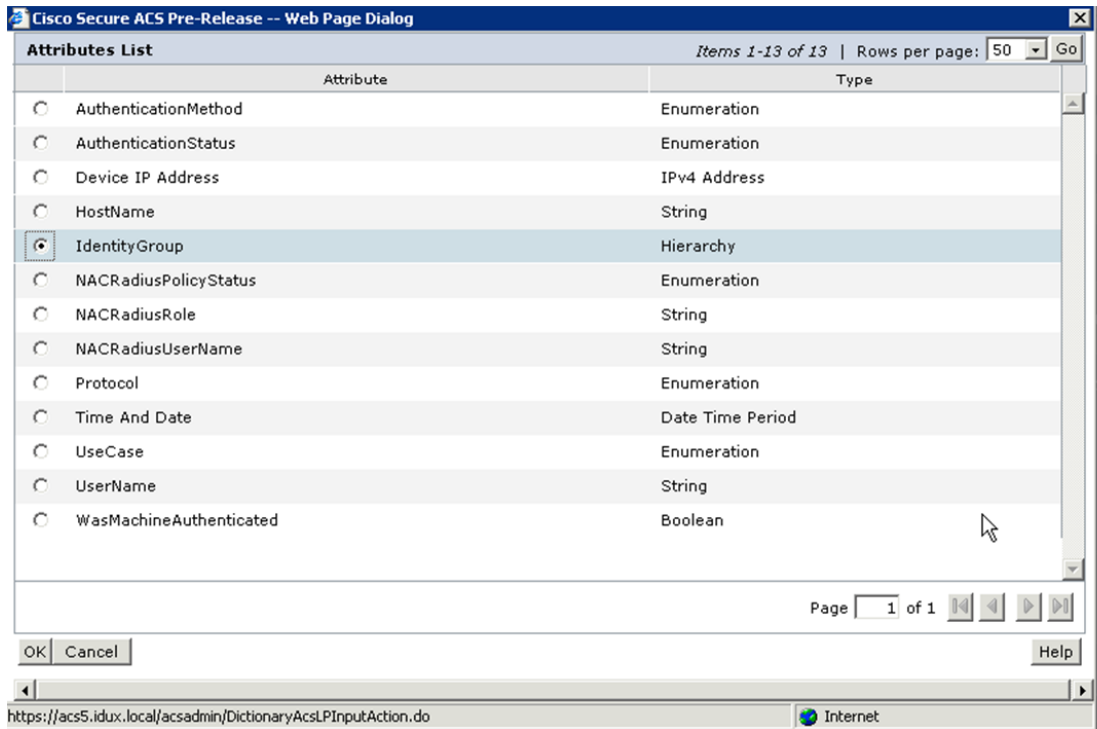 Cisco Secure ACS Pre-Release -- Web Page Dialog
Attributes List Items 1-13 of 13 | Rows per page: 50 Go
Attribute Type
AuthenticationMethod Enumeration
AuthenticationStatus Enumeration
Device IP Address IPv4 Address
HostName String
IdentityGroup Hierarchy
NACRadiusPolicyStatus Enumeration
NACRadiusRole String
NACRadiusUserName String
Protocol Enumeration
Time And Date Date Time Period
UseCase Enumeration
UserName String
WasMachineAuthenticated Boolean
Page 1 of 1
OK Cancel Help
https://acs5.idux.local/acsadmin/DictionaryAcsLPInputAction.do Internet